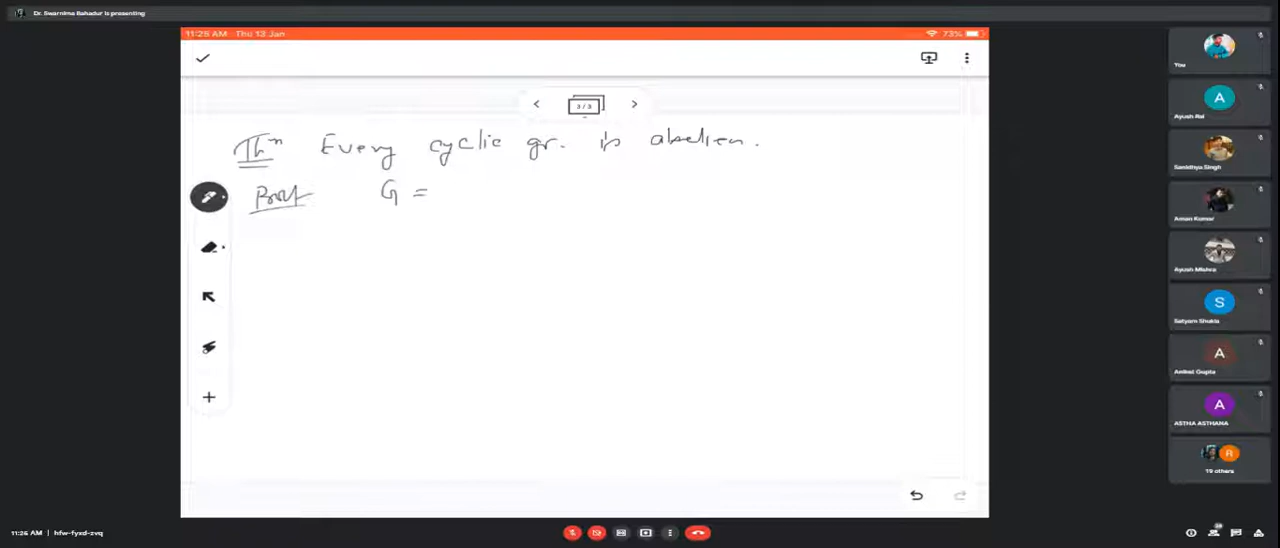 Dr. Swarnima Bahadur is presenting
11:25 AM Thu 13 Jan
73%
3/3
Thm Every cyclic gr. is abelian.
Proof G =
You
A
Ayush Rai
Sanidhya Singh
Aman Kumar
Ayush Mishra
S
Satyam Shukla
A
Aniket Gupta
A
ASTHA ASTHANA
A
19 others
11:26 AM | hfw-fyxd-zvq